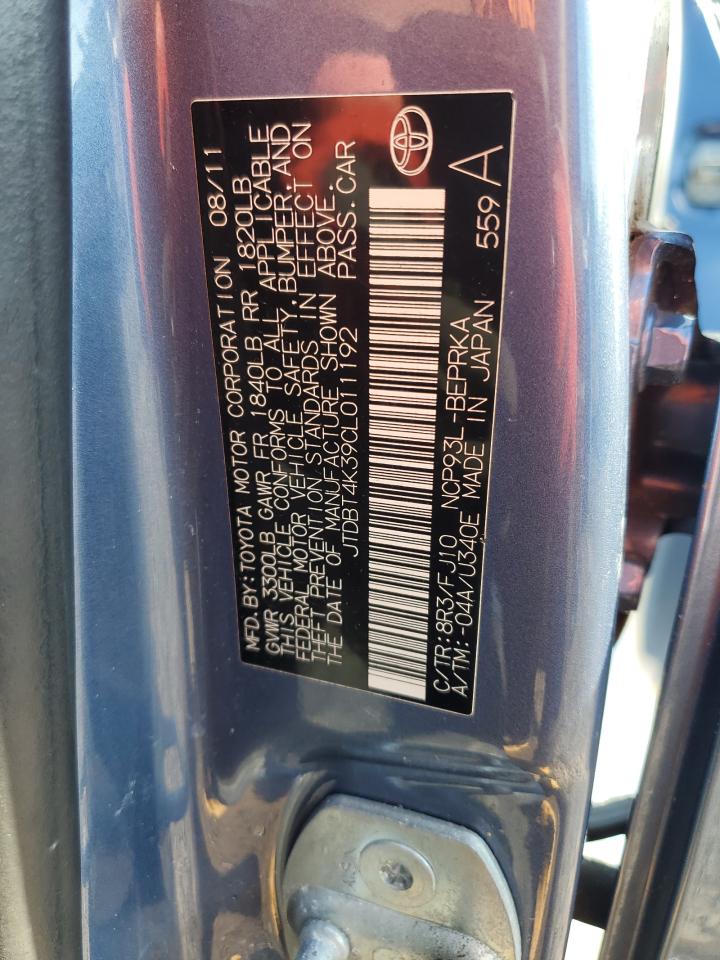 MFD. BY: TOYOTA MOTOR CORPORATION 08/11
GVWR 3300LB GAWR FR 1840LB RR 1820LB
THIS VEHICLE CONFORMS TO ALL APPLICABLE
FEDERAL MOTOR VEHICLE SAFETY, BUMPER, AND
THEFT PREVENTION STANDARDS IN EFFECT ON
THE DATE OF MANUFACTURE SHOWN ABOVE.
JTDBT4K39CL011192 PASS. CAR
C/TR: 8R3/FJ10 NCP93L-BEPRKA
A/TM: -04A/U340E MADE IN JAPAN 559A